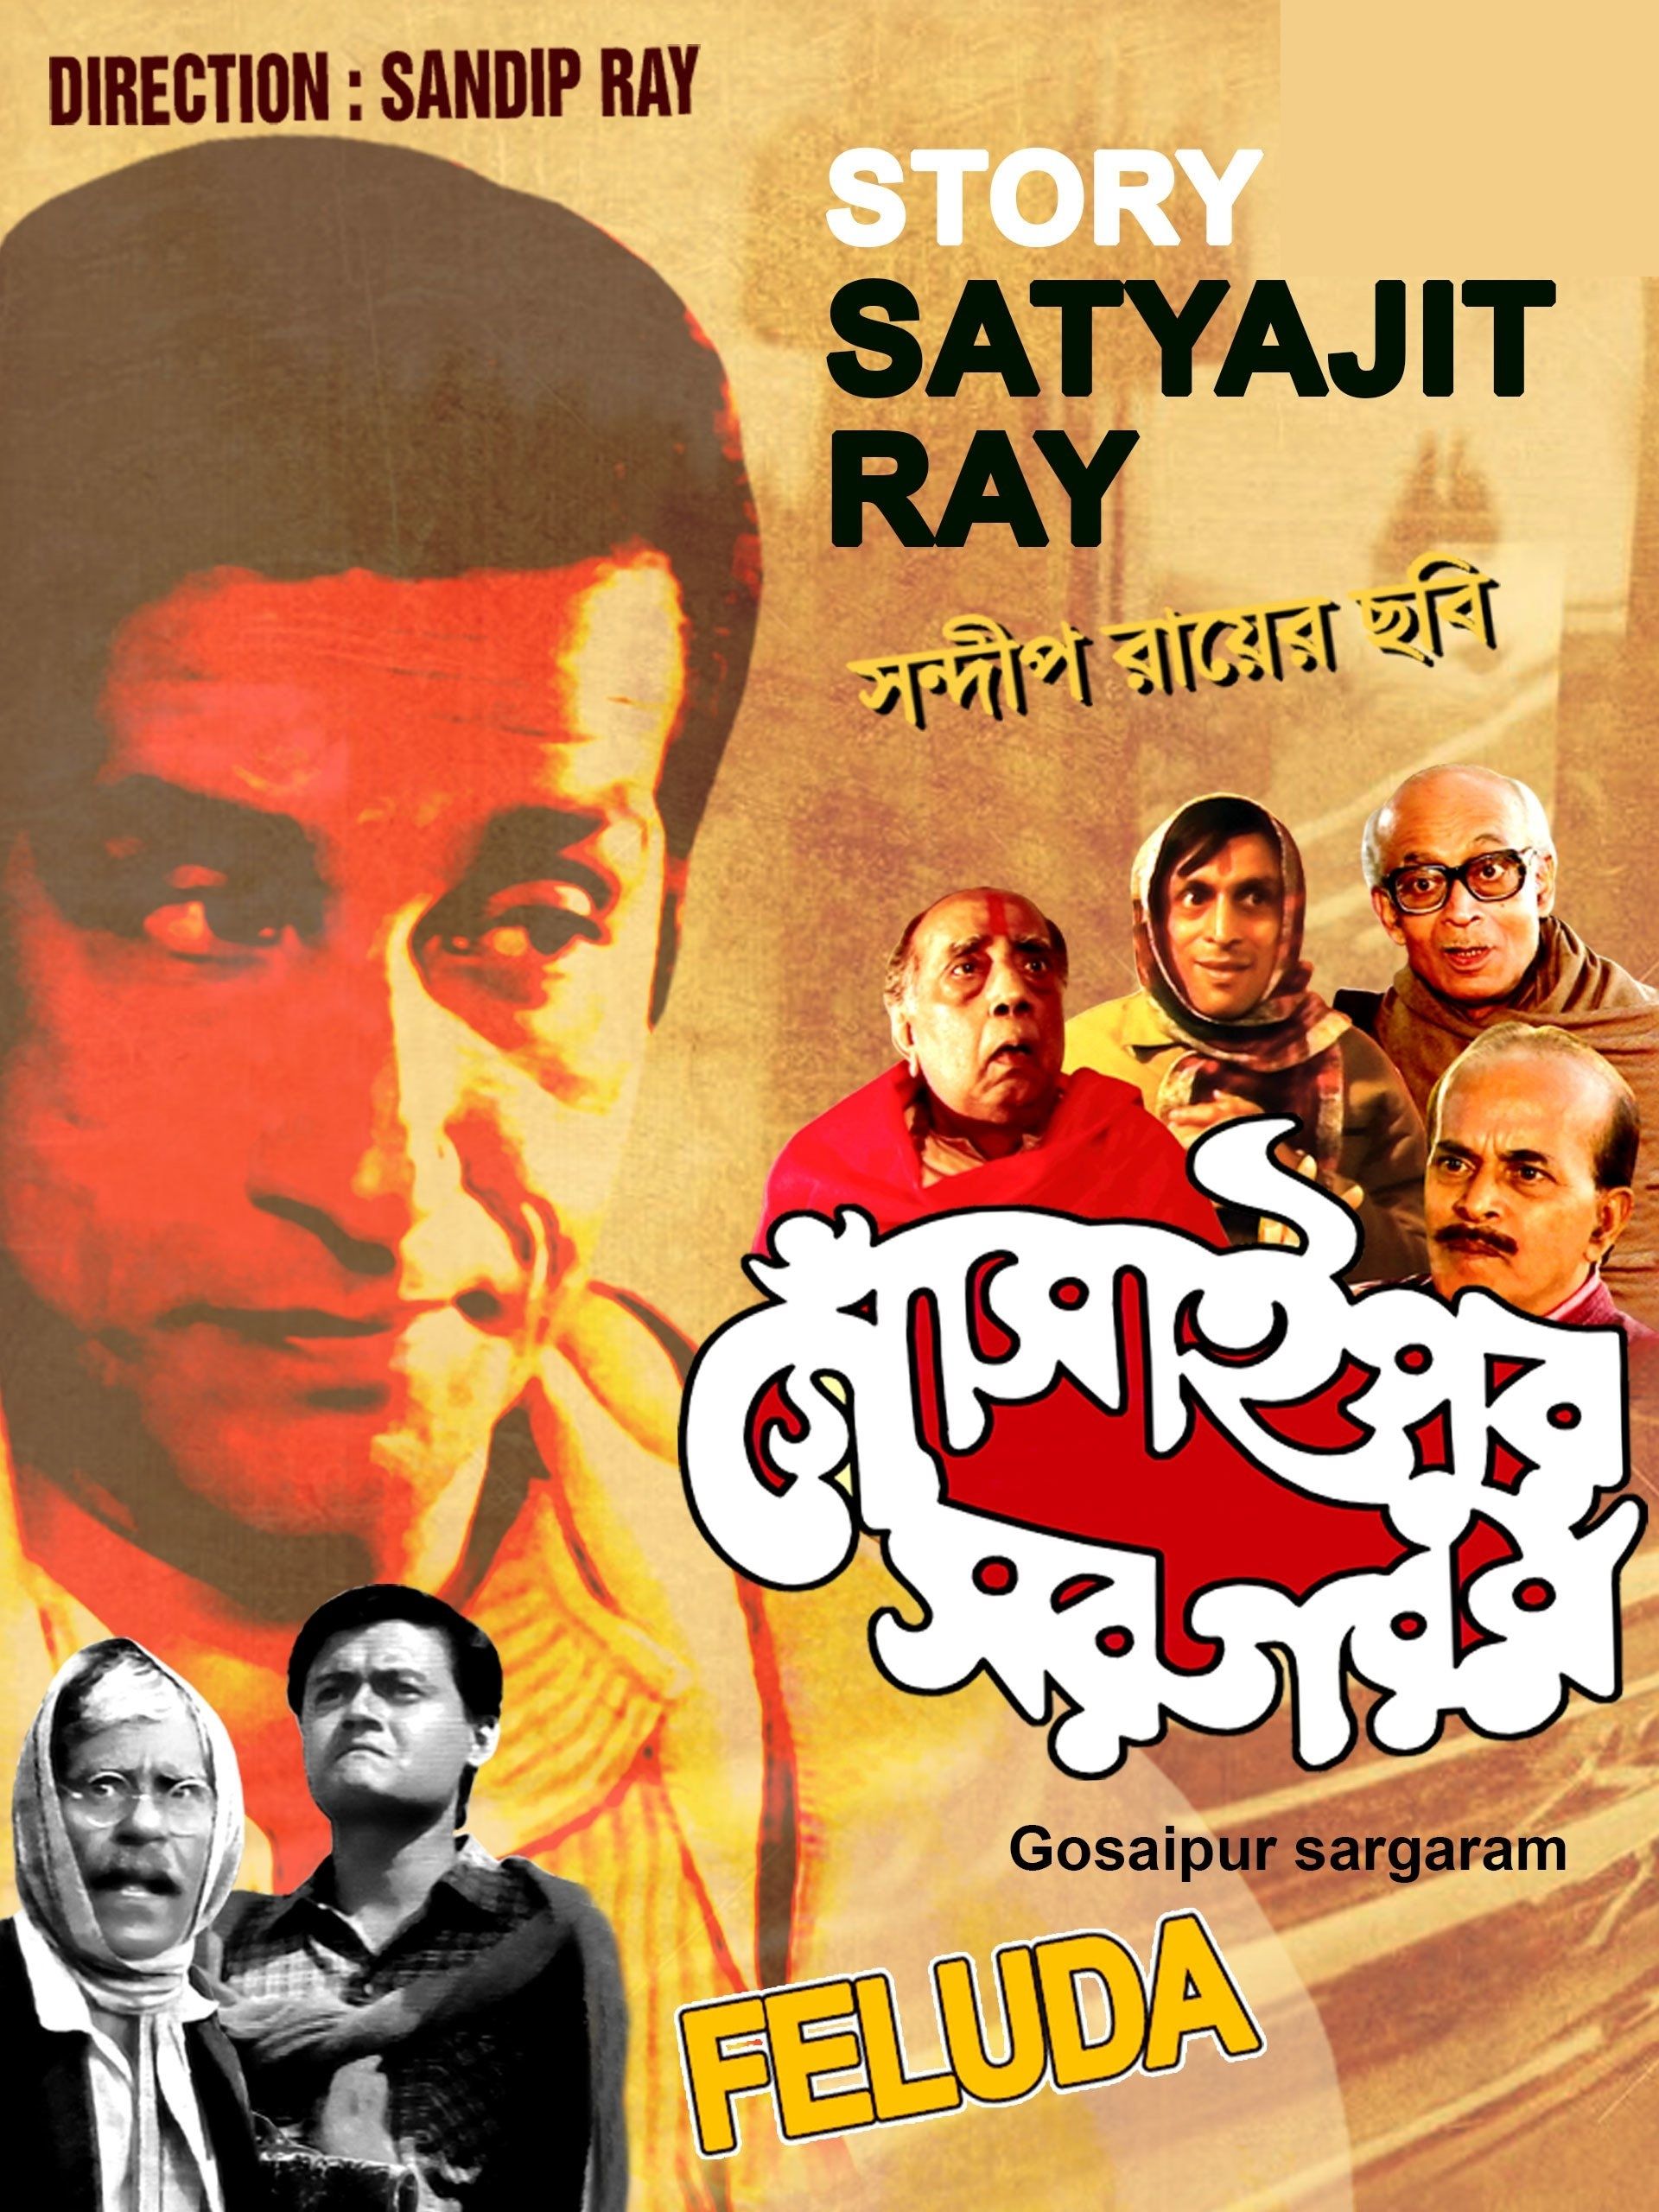 DIRECTION : SANDIP RAY
STORY
SATYAJIT
RAY
সন্দীপ রায়ের ছবি
গোঁসাইপুর
সরগরম
Gosaipur sargaram
FELUDA